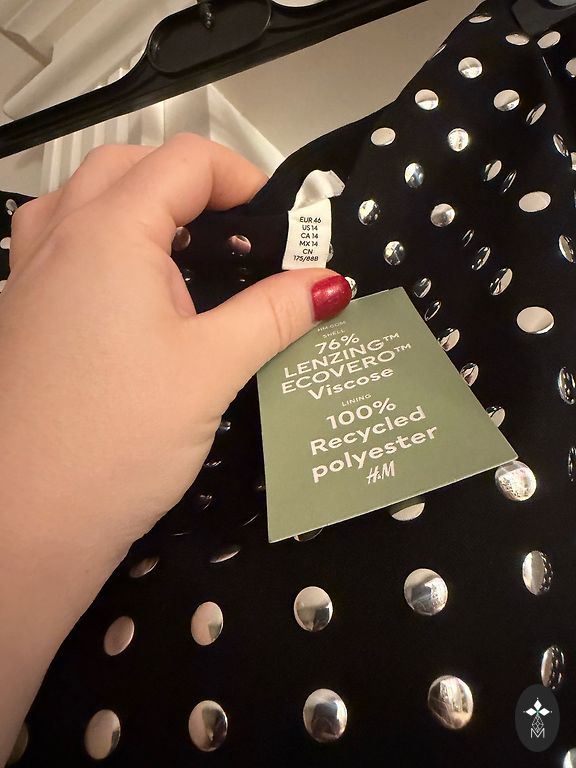 EUR 46
US 14
CA 14
MX 14
CN
175/88B
HM.COM
SHELL
76%
LENZING™
ECOVERO™
Viscose
LINING
100%
Recycled
polyester
H&M
M